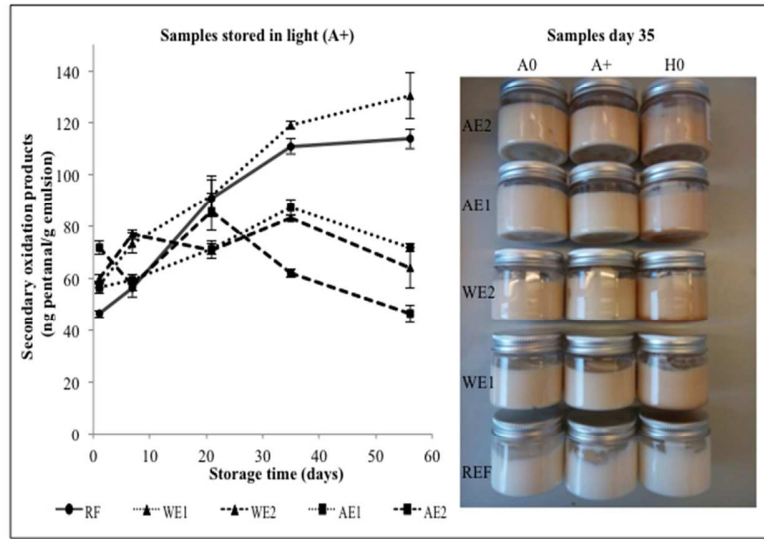 Samples stored in light (A+)
Secondary oxidation products
(ng pentanal/g emulsion)
140
120
100
80
60
40
20
0
0 10 20 30 40 50 60
Storage time (days)
RF WE1 WE2 AE1 AE2
Samples day 35
A0 A+ H0
AE2
AE1
WE2
WE1
REF